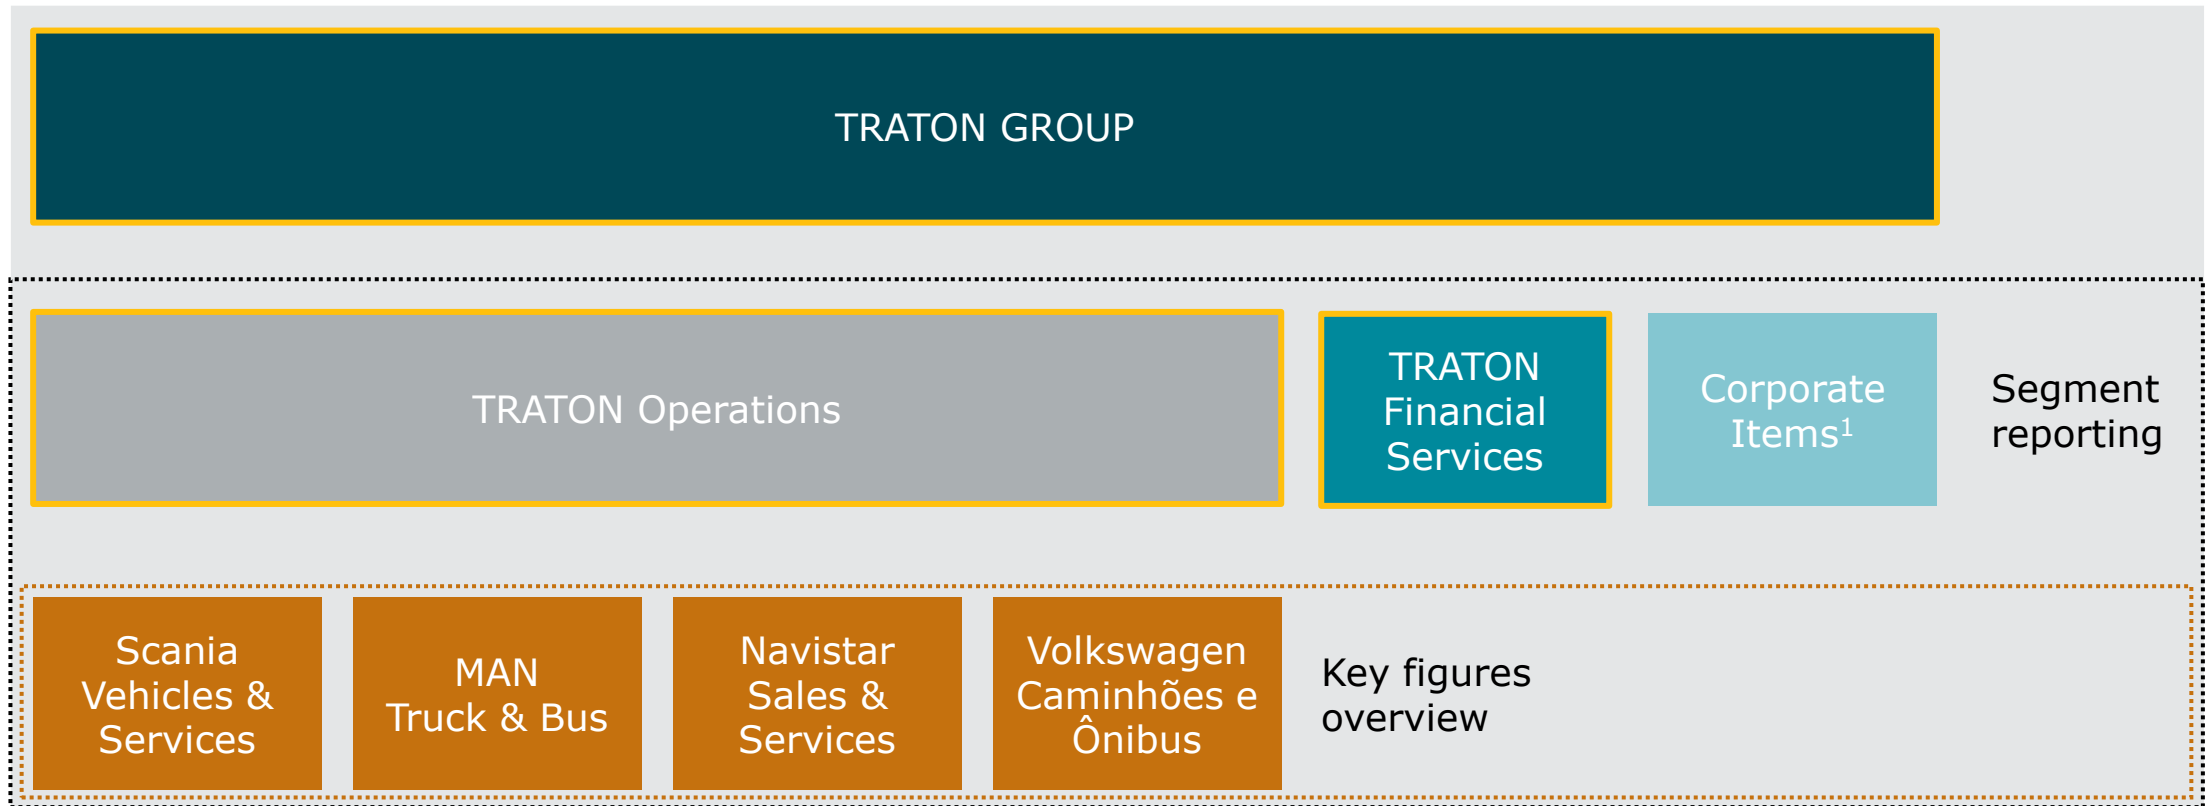 TRATON GROUP
TRATON Operations
TRATON
Financial
Services
Corporate
Items¹
Segment
reporting
Scania
Vehicles &
Services
MAN
Truck & Bus
Navistar
Sales &
Services
Volkswagen
Caminhões e
Ônibus
Key figures
overview